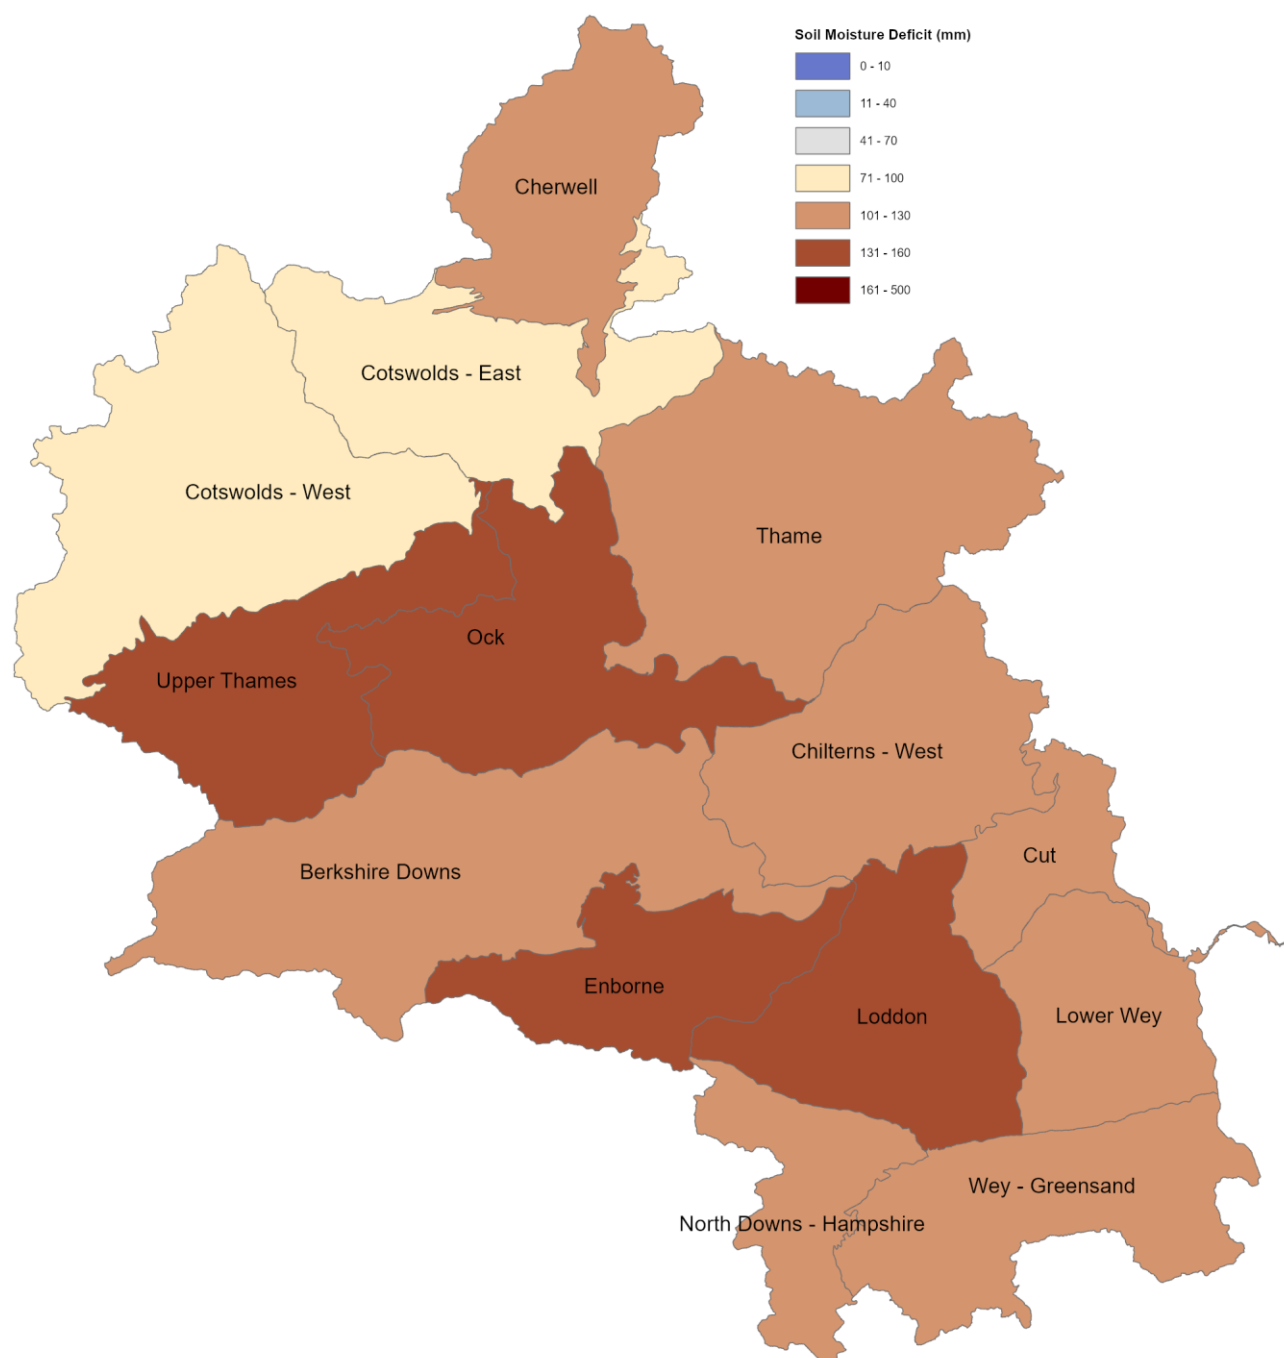 Soil Moisture Deficit (mm)
0 - 10
11 - 40
41 - 70
71 - 100
101 - 130
131 - 160
161 - 500
Cherwell
Cotswolds - East
Cotswolds - West
Thame
Ock
Upper Thames
Chilterns - West
Cut
Berkshire Downs
Enborne
Loddon
Lower Wey
Wey - Greensand
North Downs - Hampshire